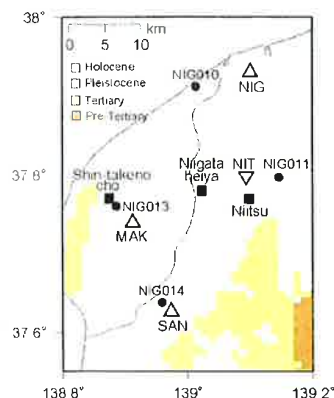 38°
0 5 10
km
Holocene
Pleistocene
Tertiary
Pre-Tertiary
NIG010
NIG
Niigata
heiya
NIT
NIG011
37.8°
Shin-takeno
cho
NIG013
MAK
Niitsu
NIG014
SAN
37.6°
138.8°
139°
139.2°